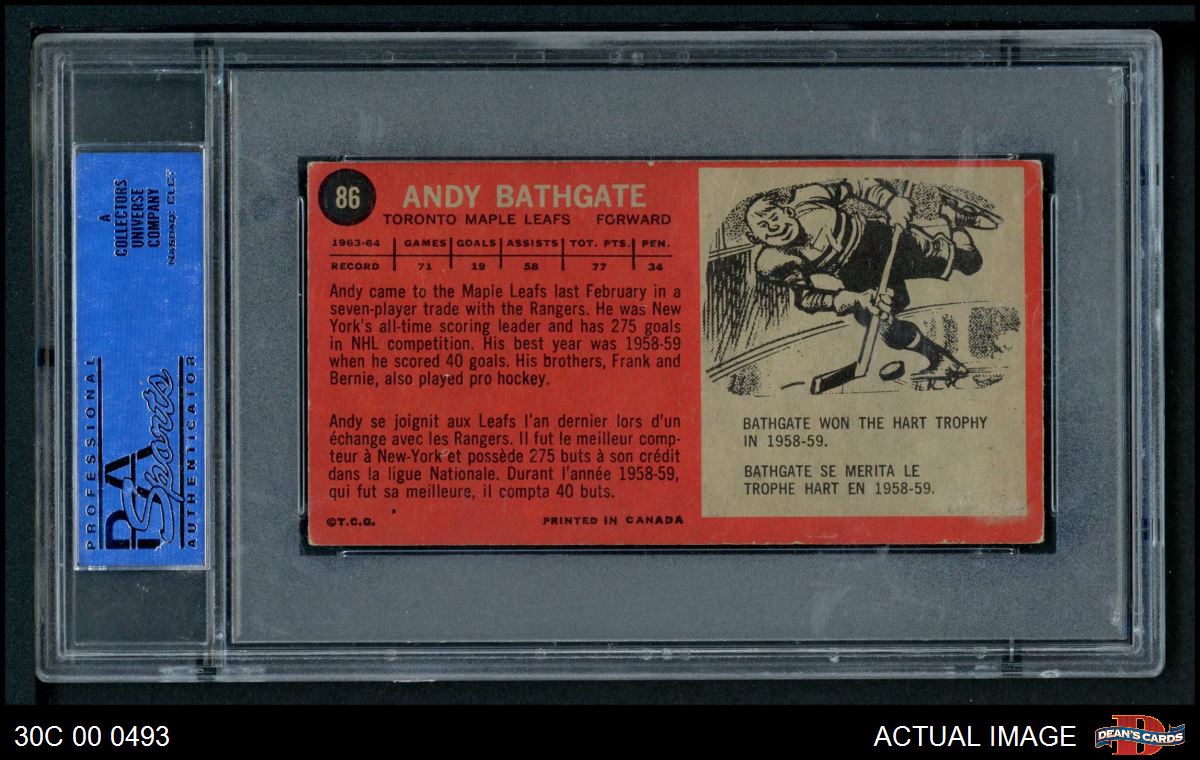 A
COLLECTORS
UNIVERSE
COMPANY
NASDAQ: CLCT
PROFESSIONAL
PSA
Sports
AUTHENTICATOR
86
ANDY BATHGATE
TORONTO MAPLE LEAFS FORWARD
1963-64 GAMES GOALS ASSISTS TOT. PTS. PEN.
RECORD 71 19 58 77 34
Andy came to the Maple Leafs last February in a
seven-player trade with the Rangers. He was New
York's all-time scoring leader and has 275 goals
in NHL competition. His best year was 1958-59
when he scored 40 goals. His brothers, Frank and
Bernie, also played pro hockey.
Andy se joignit aux Leafs l'an dernier lors d'un
échange avec les Rangers. Il fut le meilleur comp-
teur à New-York et possède 275 buts à son crédit
dans la ligue Nationale. Durant l'année 1958-59,
qui fut sa meilleure, il compta 40 buts.
©T.C.G. PRINTED IN CANADA
BATHGATE WON THE HART TROPHY
IN 1958-59.
BATHGATE SE MERITA LE
TROPHE HART EN 1958-59.
30C 00 0493
ACTUAL IMAGE
DEAN'S CARDS